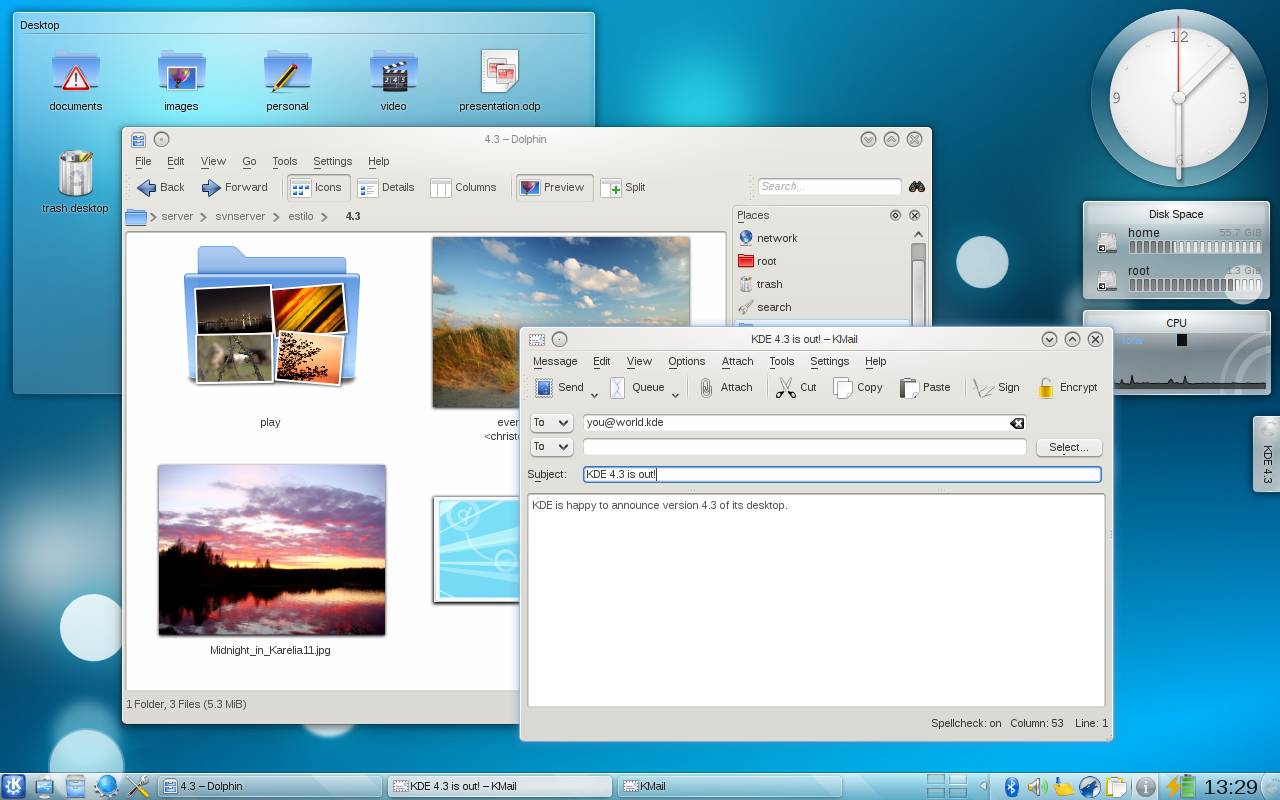 Desktop
documents
images
personal
video
presentation.odp
trash.desktop
12
3
6
9
Disk Space
home
55.7 GiB
root
CPU
KDE 4.3
4.3 – Dolphin
File Edit View Go Tools Settings Help
Back Forward Icons Details Columns Preview Split Search...
server svnserver estilo 4.3
play
Midnight_in_Karelia11.jpg
1 Folder, 3 Files (5.3 MiB)
Places
network
root
trash
search
KDE 4.3 is out! – KMail
Message Edit View Options Attach Tools Settings Help
Send Queue Attach Cut Copy Paste Sign Encrypt
To you@world.kde
To Select...
Subject: KDE 4.3 is out!
KDE is happy to announce version 4.3 of its desktop.
Spellcheck: on Column: 53 Line: 1
4.3 – Dolphin
KDE 4.3 is out! – KMail
KMail
13:29